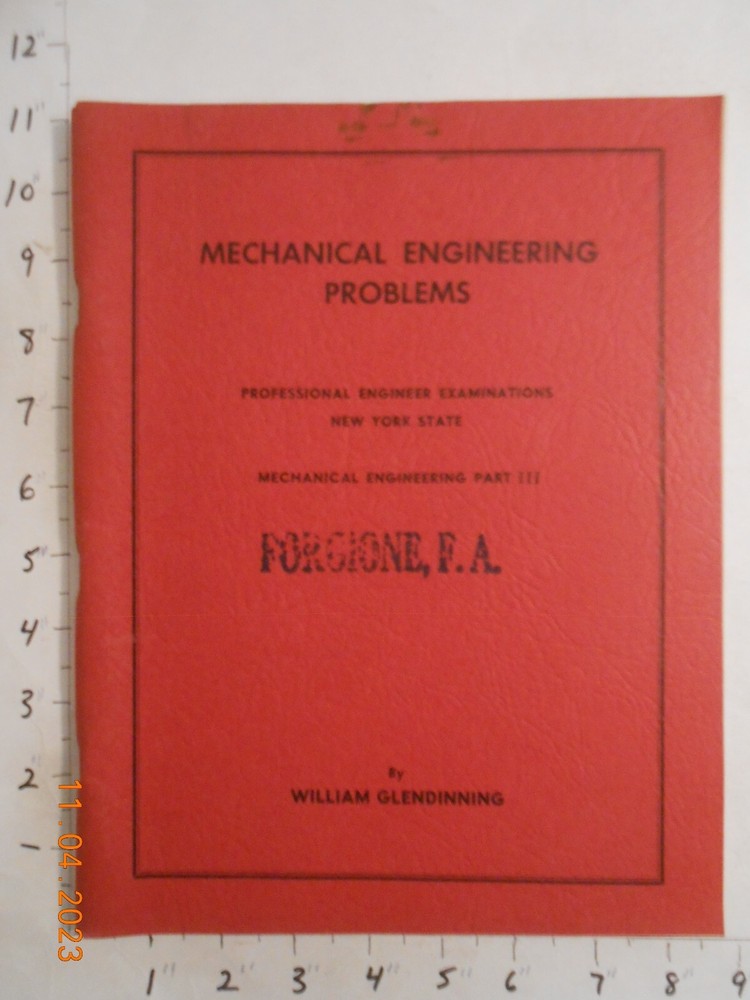 12"
11"
10"
9"
8"
7"
6"
5"
4"
3"
2"
1
MECHANICAL ENGINEERING
PROBLEMS
PROFESSIONAL ENGINEER EXAMINATIONS
NEW YORK STATE
MECHANICAL ENGINEERING PART III
FORGIONE, F. A.
By
WILLIAM GLENDINNING
11.04.2023
1" 2" 3" 4" 5" 6" 7" 8" 9